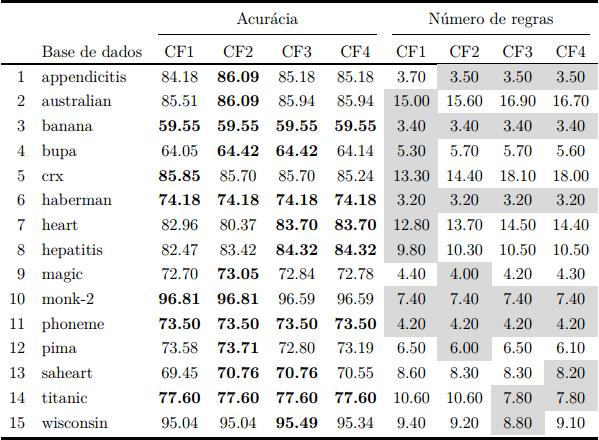 Acurácia Número de regras
Base de dados CF1 CF2 CF3 CF4 CF1 CF2 CF3 CF4
1 appendicitis 84.18 86.09 85.18 85.18 3.70 3.50 3.50 3.50
2 australian 85.51 86.09 85.94 85.94 15.00 15.60 16.90 16.70
3 banana 59.55 59.55 59.55 59.55 3.40 3.40 3.40 3.40
4 bupa 64.05 64.42 64.42 64.14 5.30 5.70 5.70 5.60
5 crx 85.85 85.70 85.70 85.24 13.30 14.40 18.10 18.00
6 haberman 74.18 74.18 74.18 74.18 3.20 3.20 3.20 3.20
7 heart 82.96 80.37 83.70 83.70 12.80 13.70 14.50 14.40
8 hepatitis 82.47 83.42 84.32 84.32 9.80 10.30 10.50 10.50
9 magic 72.70 73.05 72.84 72.78 4.40 4.00 4.20 4.30
10 monk-2 96.81 96.81 96.59 96.59 7.40 7.40 7.40 7.40
11 phoneme 73.50 73.50 73.50 73.50 4.20 4.20 4.20 4.20
12 pima 73.58 73.71 72.80 73.19 6.50 6.00 6.50 6.10
13 saheart 69.45 70.76 70.76 70.55 8.60 8.30 8.30 8.20
14 titanic 77.60 77.60 77.60 77.60 10.60 10.60 7.80 7.80
15 wisconsin 95.04 95.04 95.49 95.34 9.40 9.20 8.80 9.10